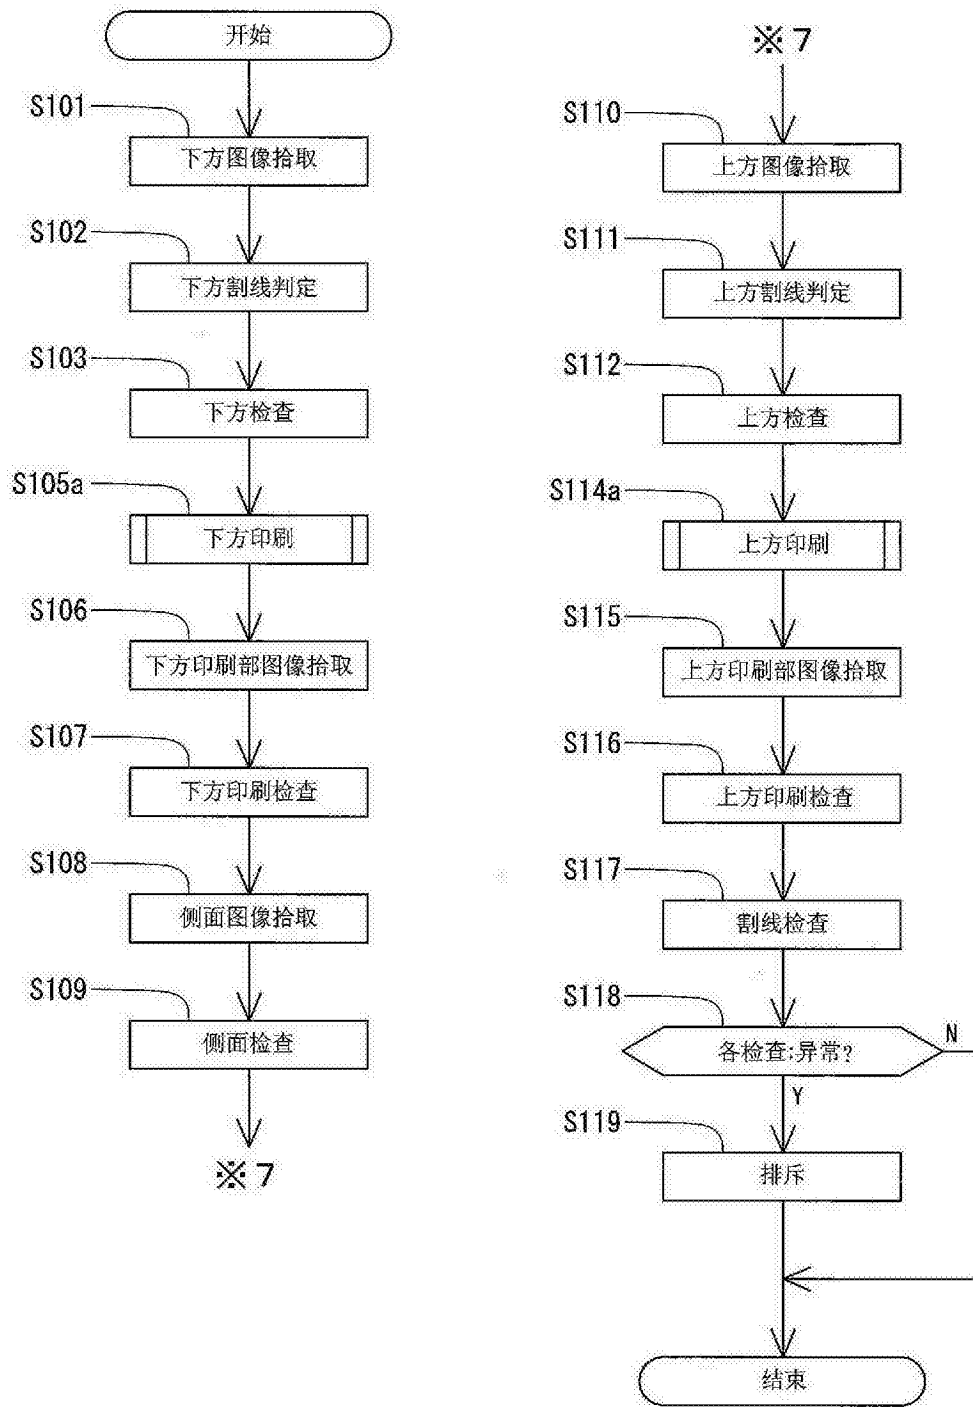 开始
S101
下方图像拾取
S102
下方割线判定
S103
下方检查
S105a
下方印刷
S106
下方印刷部图像拾取
S107
下方印刷检查
S108
侧面图像拾取
S109
侧面检查
※7
※7
S110
上方图像拾取
S111
上方割线判定
S112
上方检查
S114a
上方印刷
S115
上方印刷部图像拾取
S116
上方印刷检查
S117
割线检查
S118
各检查:异常?
N
Y
S119
排斥
结束